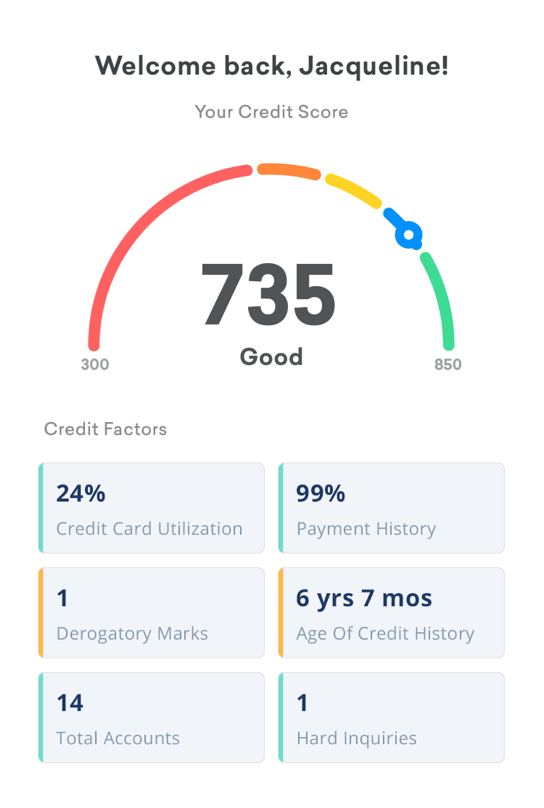 Welcome back, Jacqueline!
Your Credit Score
735
Good
300
850
Credit Factors
24%
Credit Card Utilization
99%
Payment History
1
Derogatory Marks
6 yrs 7 mos
Age Of Credit History
14
Total Accounts
1
Hard Inquiries